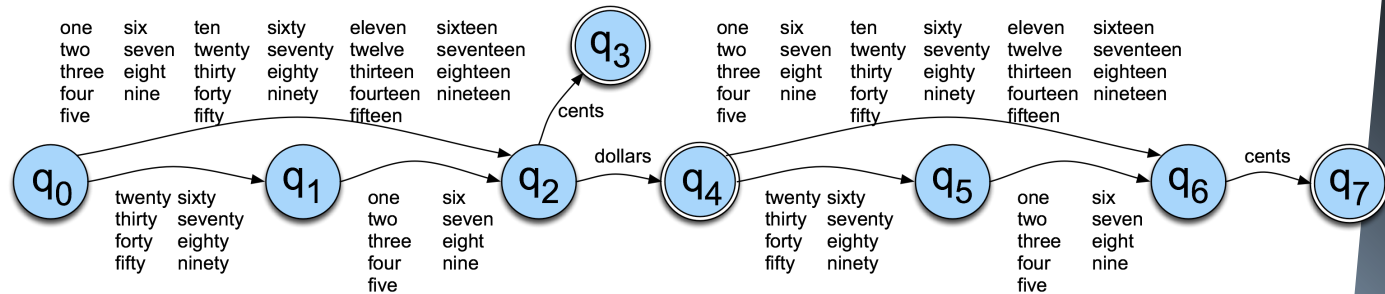 one six ten sixty eleven sixteen
two seven twenty seventy twelve seventeen
three eight thirty eighty thirteen eighteen
four nine forty ninety fourteen nineteen
five fifty fifteen
q3
one six ten sixty eleven sixteen
two seven twenty seventy twelve seventeen
three eight thirty eighty thirteen eighteen
four nine forty ninety fourteen nineteen
five fifty fifteen
cents
dollars
cents
q0
q1
q2
q4
q5
q6
q7
twenty sixty
thirty seventy
forty eighty
fifty ninety
one six
two seven
three eight
four nine
five
twenty sixty
thirty seventy
forty eighty
fifty ninety
one six
two seven
three eight
four nine
five